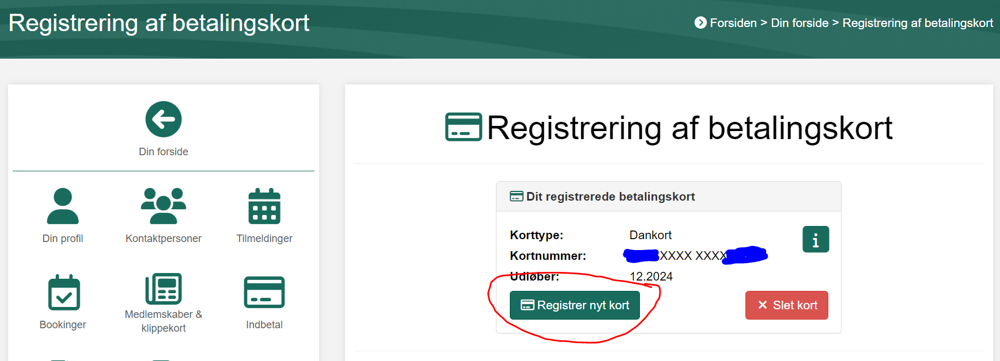 Registrering af betalingskort
Forsiden > Din forside > Registrering af betalingskort
Din forside
Din profil
Kontaktpersoner
Tilmeldinger
Bookinger
Medlemskaber &
klippekort
Indbetal
Registrering af betalingskort
Dit registrerede betalingskort
Korttype: Dankort
Kortnummer: XXXX XXXX
Udløber: 12.2024
Registrer nyt kort
Slet kort